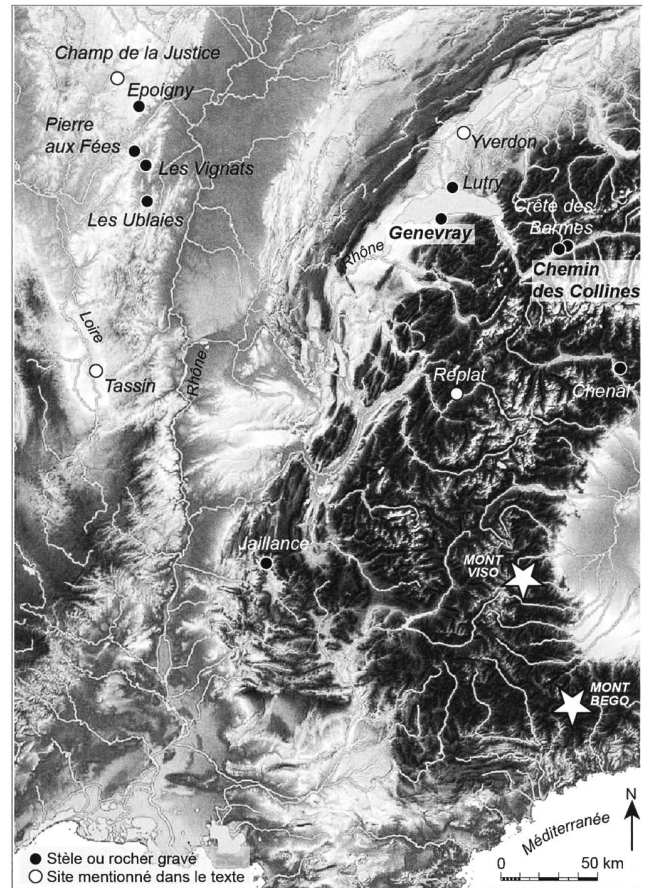 Champ de la Justice
Epoigny
Pierre
aux Fées
Les Vignats
Les Ublaies
Yverdon
Lutry
Genevray
Crête des
Barmes
Rhône
Chemin
des Collines
Loire
Rhône
Tassin
Replat
Chenal
Jaillance
MONT
VISO
MONT
BEGO
Méditerranée
N
Stèle ou rocher gravé
Site mentionné dans le texte
0
50 km